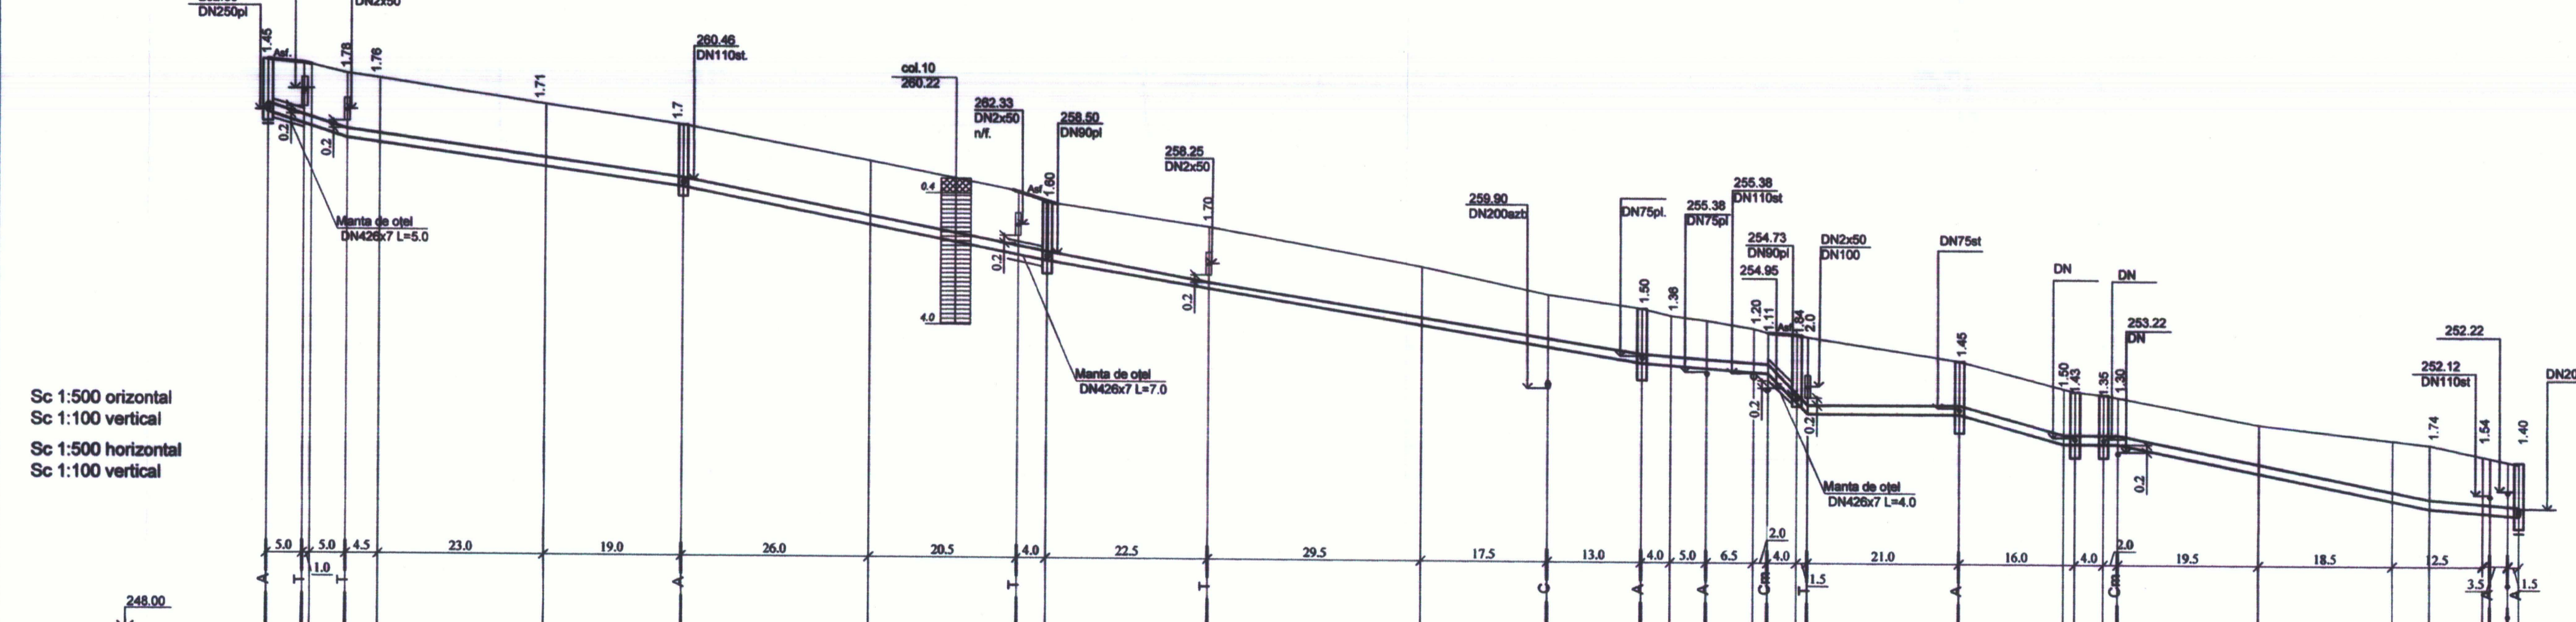 DN250pl
DN2x50
1.45
Asf.
1.78
1.76
1.71
1.7
260.46
DN110st.
0.2
0.2
Manta de oțel
DN426x7 L=5.0
col.10
260.22
0.4
4.0
262.33
DN2x50
n/f.
Asf
1.60
258.50
DN90pl
0.2
Manta de oțel
DN426x7 L=7.0
258.25
DN2x50
1.70
0.2
259.90
DN200azb
DN75pl.
1.50
1.36
255.38
DN75pl
255.38
DN110st
254.73
DN90pl
254.95
1.20
1.11
Asf
1.84
2.0
DN2x50
DN100
0.2
0.2
Manta de oțel
DN426x7 L=4.0
DN75st
1.45
DN
DN
1.50
1.43
1.35
1.30
253.22
DN
0.2
252.22
252.12
DN110st
1.74
1.54
1.40
DN20
Sc 1:500 orizontal
Sc 1:100 vertical
Sc 1:500 horizontal
Sc 1:100 vertical
5.0 1.0 5.0 4.5 23.0 19.0 26.0 20.5 4.0 22.5 29.5 17.5 13.0 4.0 5.0 6.5 2.0 4.0 1.5 21.0 16.0 4.0 2.0 19.5 18.5 12.5 3.5 1.5
A T T A T T C A A Cm T A Cm A A
248.00